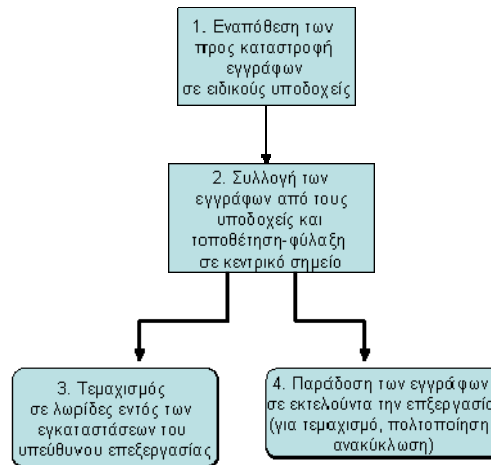 1. Εναπόθεση των
προς καταστροφή
εγγράφων
σε ειδικούς υποδοχείς
2. Συλλογή των
εγγράφων από τους
υποδοχείς και
τοποθέτηση-φύλαξη
σε κεντρικό σημείο
3. Τεμαχισμός
σε λωρίδες εντός των
εγκαταστάσεων του
υπεύθυνου επεξεργασίας
4. Παράδοση των εγγράφων
σε εκτελούντα την επξεργασία
(για τεμαχισμό, πολτοποίηση
ανακύκλωση)